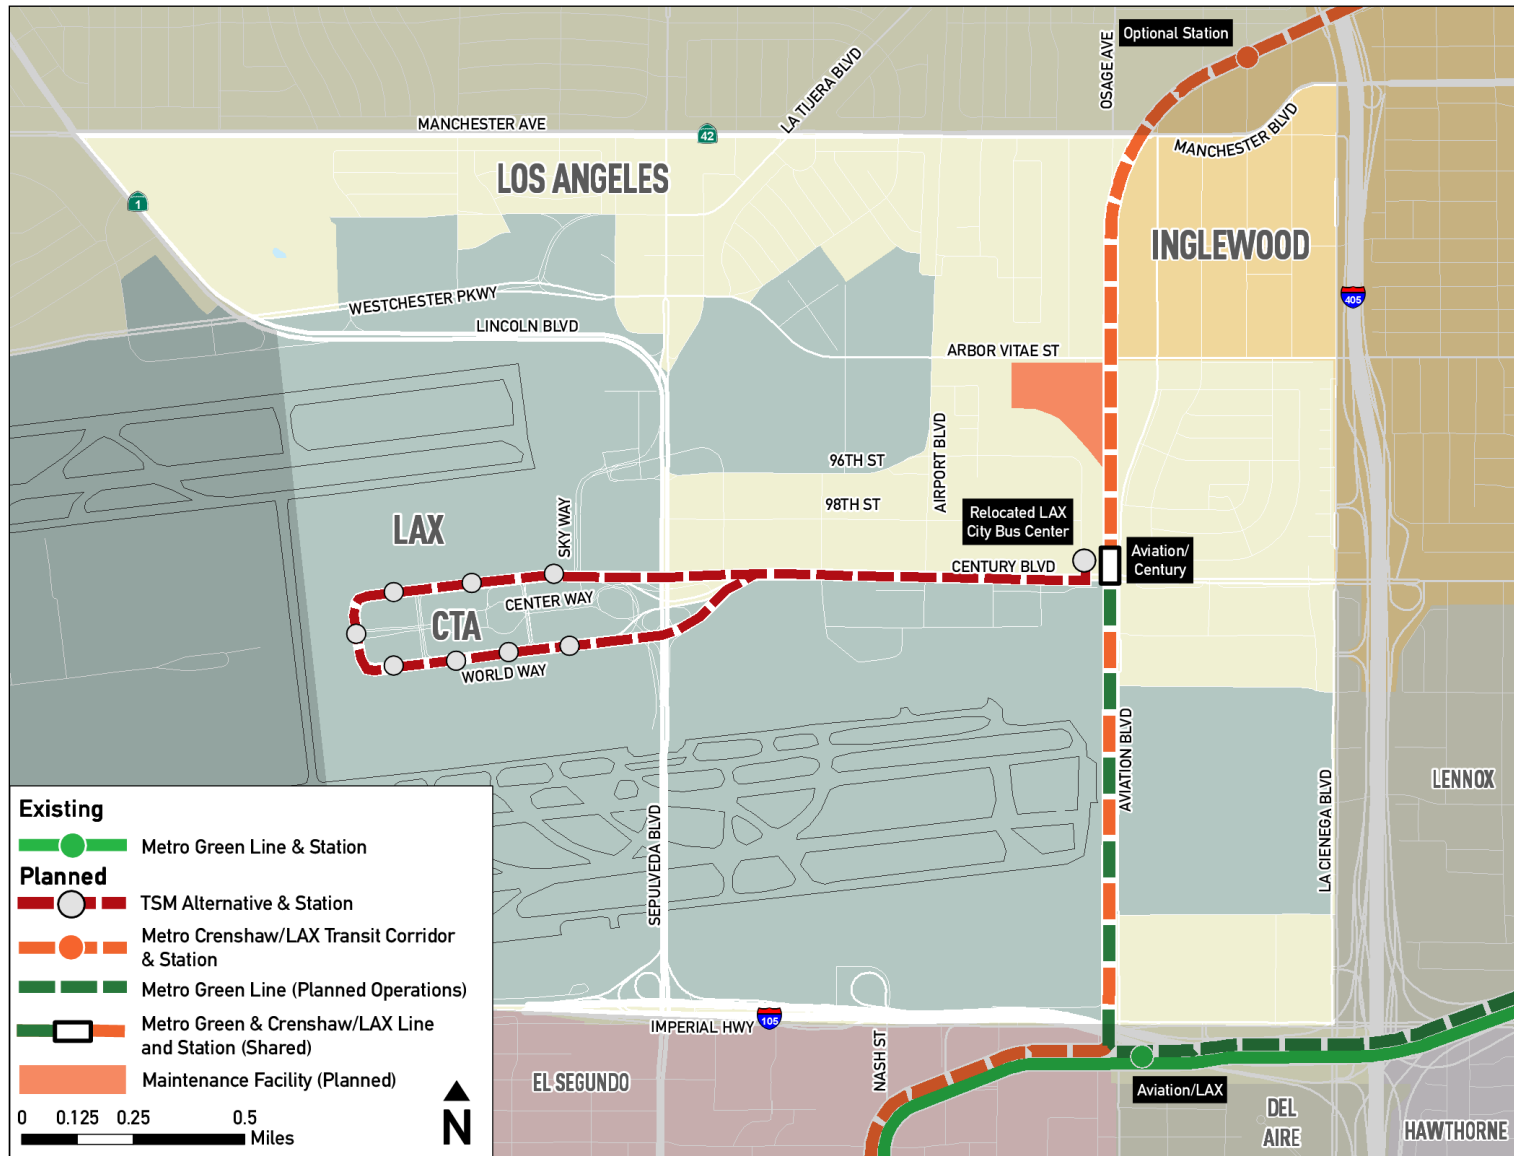 Optional Station
OSAGE AVE
LA TIJERA BLVD
MANCHESTER AVE
42
MANCHESTER BLVD
LOS ANGELES
1
INGLEWOOD
405
WESTCHESTER PKWY
LINCOLN BLVD
ARBOR VITAE ST
AIRPORT BLVD
96TH ST
98TH ST
SKY WAY
LAX
Relocated LAX
City Bus Center
Aviation/
Century
CENTURY BLVD
CENTER WAY
CTA
WORLD WAY
AVIATION BLVD
LENNOX
LA CIENEGA BLVD
SEPULVEDA BLVD
IMPERIAL HWY
105
NASH ST
EL SEGUNDO
Aviation/LAX
DEL
AIRE
HAWTHORNE
Existing
Metro Green Line & Station
Planned
TSM Alternative & Station
Metro Crenshaw/LAX Transit Corridor
& Station
Metro Green Line (Planned Operations)
Metro Green & Crenshaw/LAX Line
and Station (Shared)
Maintenance Facility (Planned)
0 0.125 0.25 0.5
Miles
N